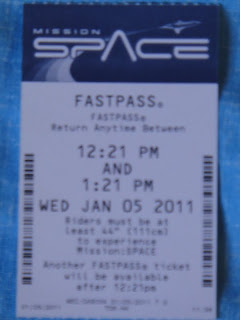 MISSION
SPACE
FASTPASS®
FASTPASS®
Return Anytime Between
12:21 PM
AND
1:21 PM
WED JAN 05 2011
Riders must be at
least 44" (111cm)
to experience
Mission:SPACE
Another FASTPASS® ticket
will be available
after 12:21pm